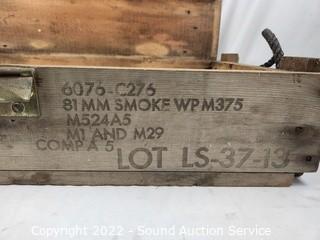 6076-C276
81 MM SMOKE WP M375
M524A5
M1 AND M29
COMP A 5 LOT LS-37-13
Copyright 2022 - Sound Auction Service